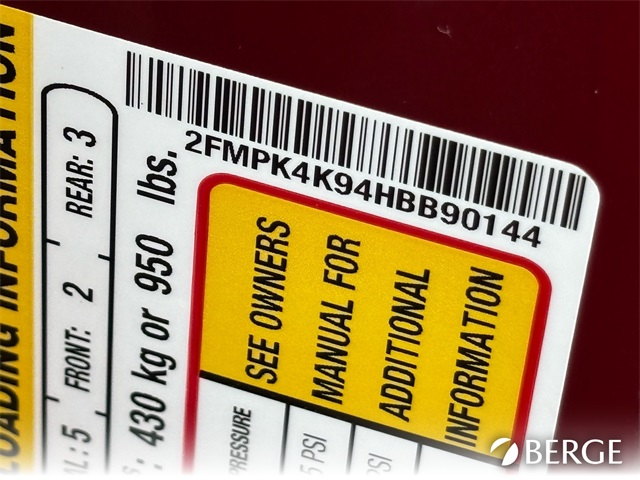 2FMPK4K94HBB90144
LOADING INFORMATION
REAR: 3
FRONT: 2
: 5
: 430 kg or 950 lbs.
SEE OWNERS
MANUAL FOR
ADDITIONAL
INFORMATION
PRESSURE
PSI
PSI
BERGE